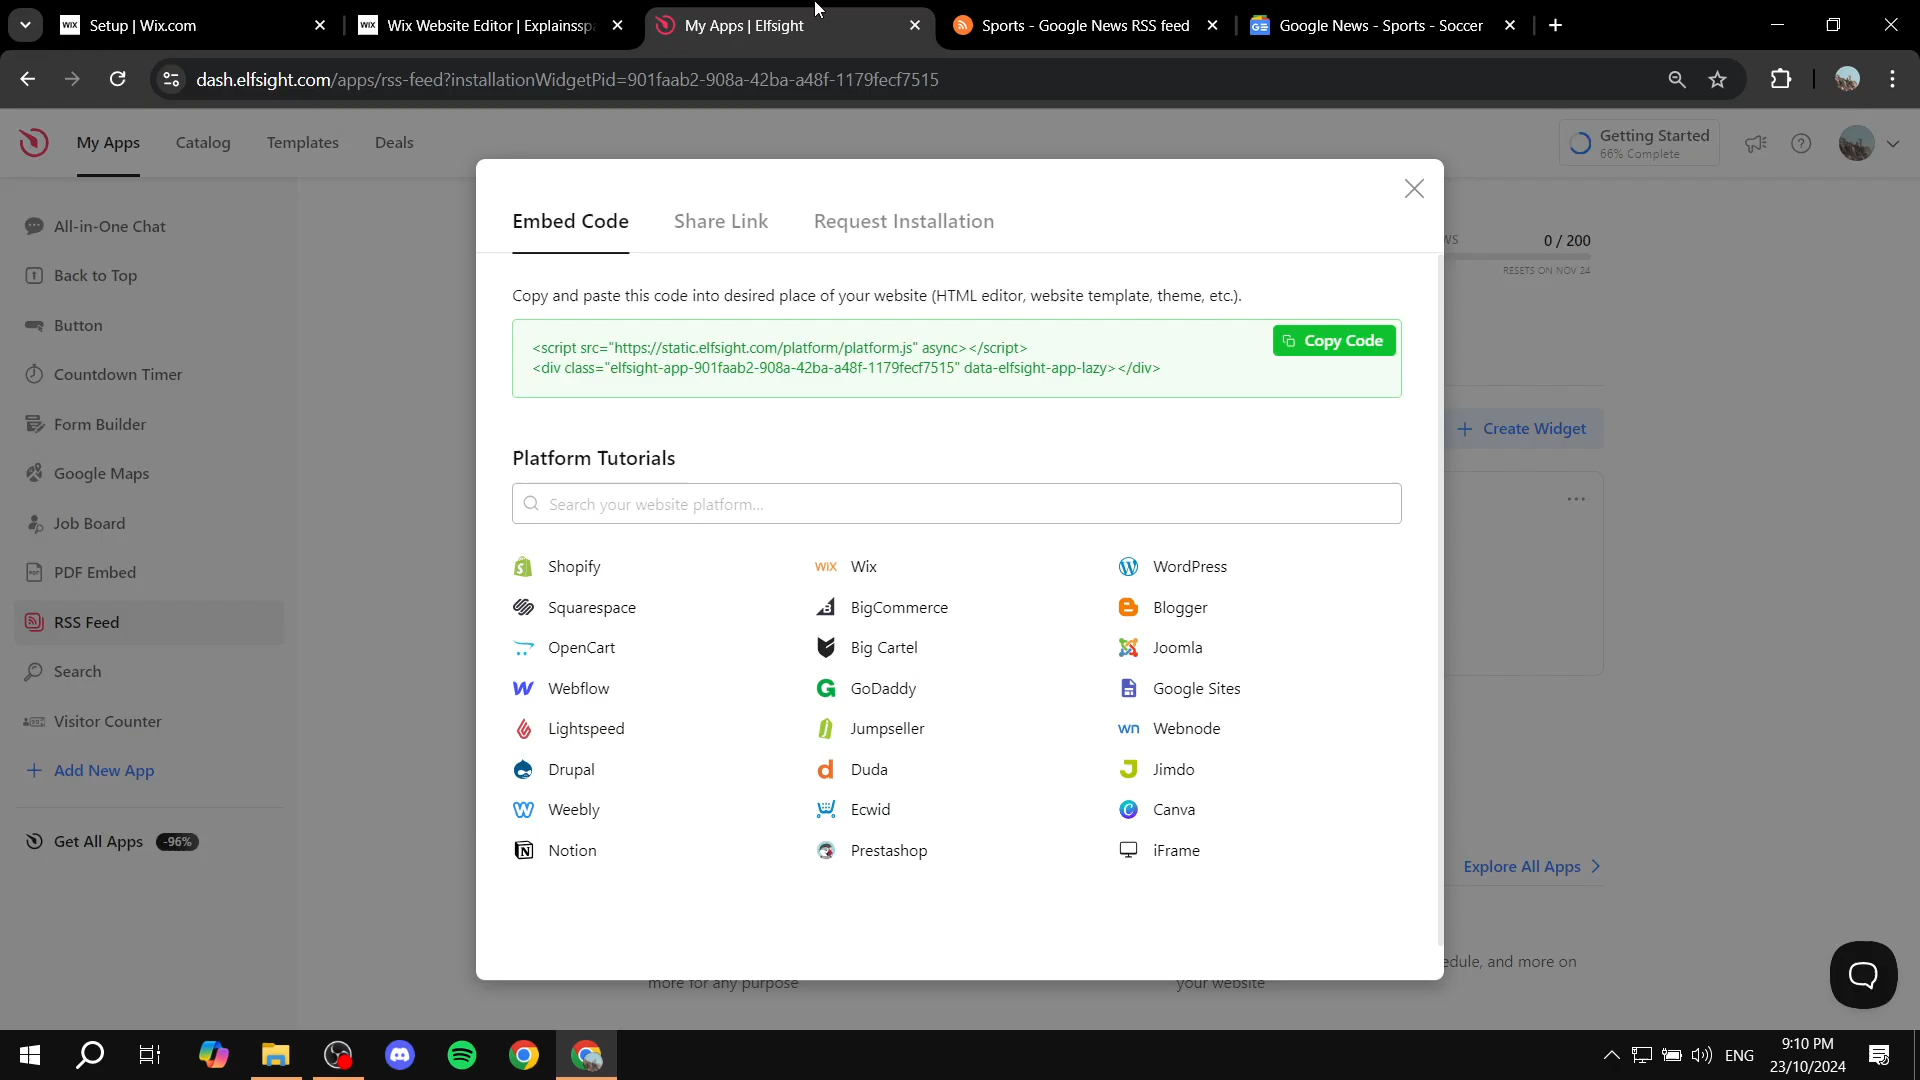 Setup | Wix.com
Wix Website Editor | Explainssp
My Apps | Elfsight
Sports - Google News RSS feed
Google News - Sports - Soccer
dash.elfsight.com/apps/rss-feed?installationWidgetPid=901faab2-908a-42ba-a48f-1179fecf7515
My Apps
Catalog
Templates
Deals
Getting Started
66% Complete
All-in-One Chat
Back to Top
Button
Countdown Timer
Form Builder
Google Maps
Job Board
PDF Embed
RSS Feed
Search
Visitor Counter
Add New App
Get All Apps -96%
Embed Code
Share Link
Request Installation
Copy and paste this code into desired place of your website (HTML editor, website template, theme, etc.).
<script src="https://static.elfsight.com/platform/platform.js" async></script>
<div class="elfsight-app-901faab2-908a-42ba-a48f-1179fecf7515" data-elfsight-app-lazy></div>
Copy Code
Platform Tutorials
Search your website platform...
Shopify
Wix
WordPress
Squarespace
BigCommerce
Blogger
OpenCart
Big Cartel
Joomla
Webflow
GoDaddy
Google Sites
Lightspeed
Jumpseller
Webnode
Drupal
Duda
Jimdo
Weebly
Ecwid
Canva
Notion
Prestashop
iFrame
WS
0 / 200
RESETS ON NOV 24
Create Widget
Explore All Apps
edule, and more on
more for any purpose
your website
ENG
9:10 PM
23/10/2024